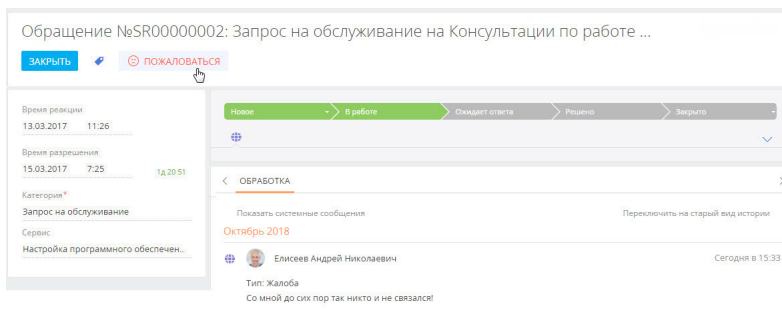 Обращение №SR00000002: Запрос на обслуживание на Консультации по работе ...
ЗАКРЫТЬ
ПОЖАЛОВАТЬСЯ
Время реакции
13.03.2017 11:26
Время разрешения
15.03.2017 7:25 1д 20:51
Категория*
Запрос на обслуживание
Сервис
Настройка программного обеспечен...
Новое В работе Ожидает ответа Решено Закрыто
ОБРАБОТКА
Показать системные сообщения Переключить на старый вид истории
Октябрь 2018
Елисеев Андрей Николаевич Сегодня в 15:33
Тип: Жалоба
Со мной до сих пор так никто и не связался!